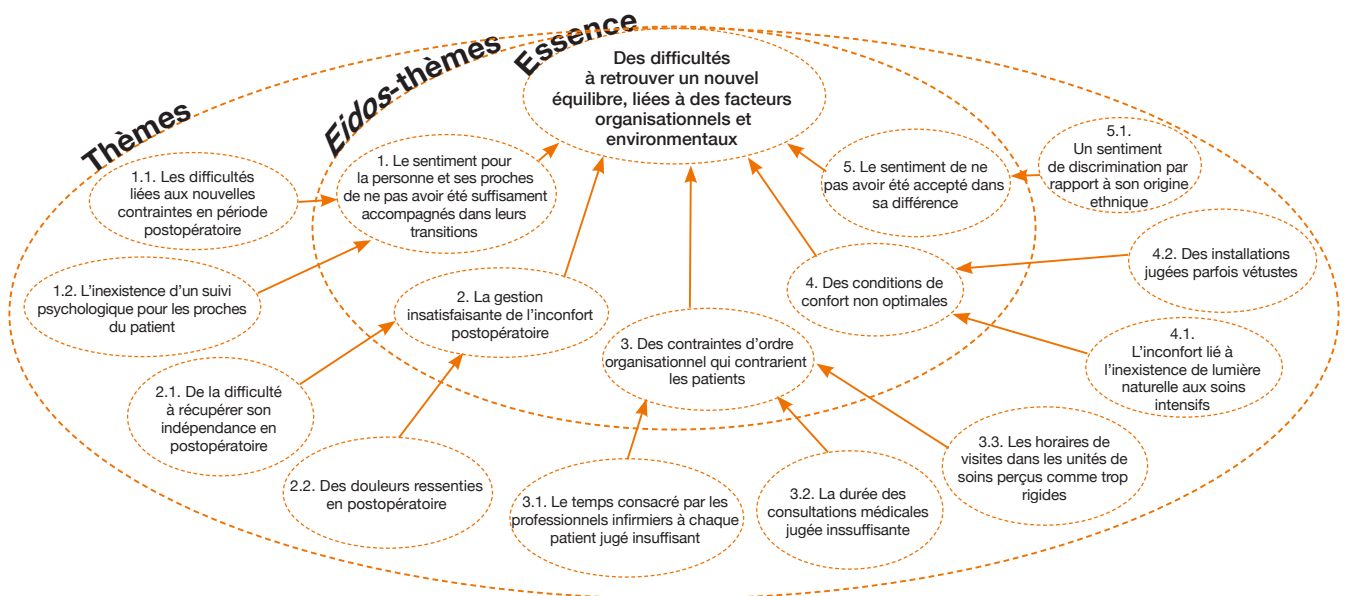 Thèmes
Eidos-thèmes
Essence
Des difficultés
à retrouver un nouvel
équilibre, liées à des facteurs
organisationnels et
environmentaux
1. Le sentiment pour
la personne et ses proches
de ne pas avoir été suffisament
accompagnés dans leurs
transitions
1.1. Les difficultés
liées aux nouvelles
contraintes en période
postopératoire
1.2. L'inexistence d'un suivi
psychologique pour les proches
du patient
2. La gestion
insatisfaisante de l'inconfort
postopératoire
2.1. De la difficulté
à récupérer son
indépendance en
postopératoire
2.2. Des douleurs ressenties
en postopératoire
3. Des contraintes d'ordre
organisationnel qui contrarient
les patients
3.1. Le temps consacré par les
professionnels infirmiers à chaque
patient jugé insuffisant
3.2. La durée des
consultations médicales
jugée inssuffisante
3.3. Les horaires de
visites dans les unités de
soins perçus comme trop
rigides
4. Des conditions de
confort non optimales
4.1.
L'inconfort lié à
l'inexistence de lumière
naturelle aux soins
intensifs
4.2. Des installations
jugées parfois vétustes
5. Le sentiment de ne
pas avoir été accepté dans
sa différence
5.1.
Un sentiment
de discrimination par
rapport à son origine
ethnique